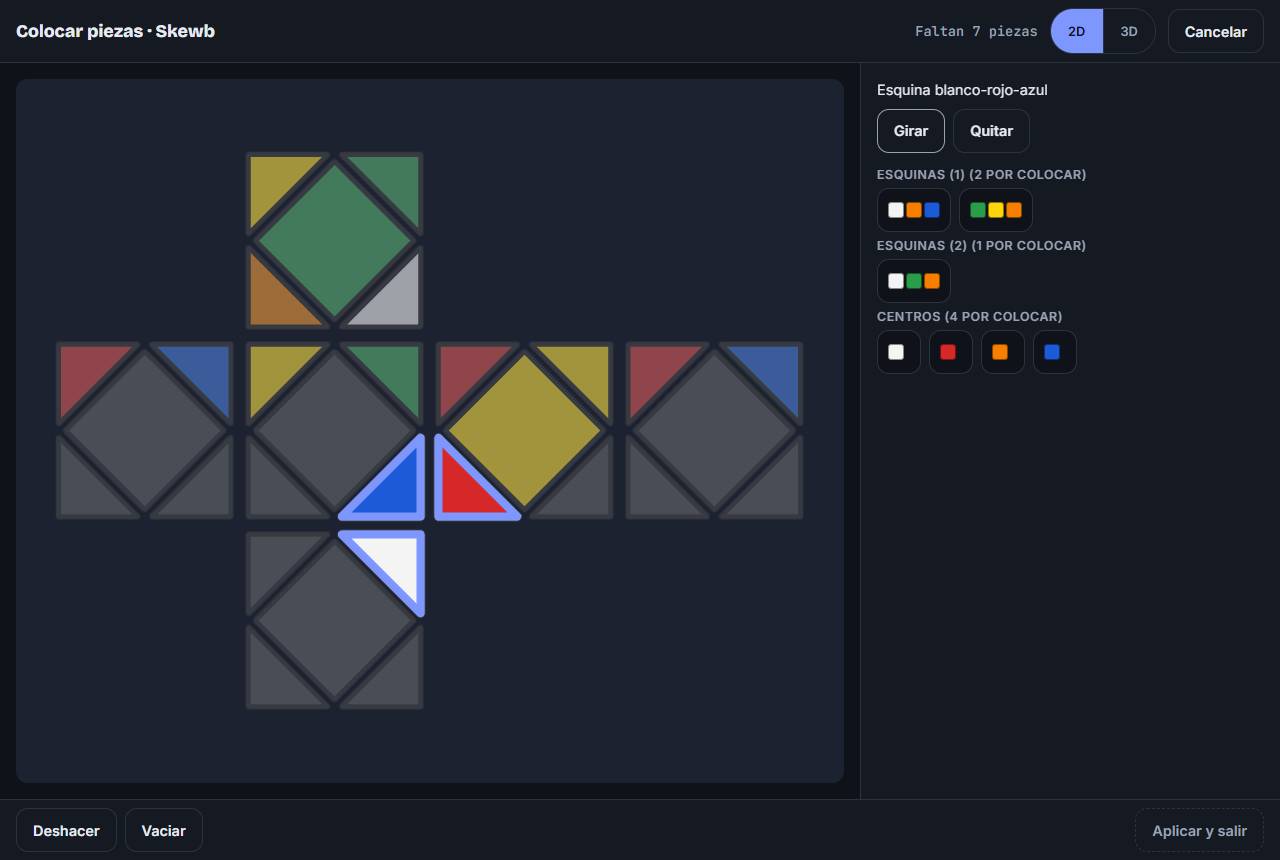 Colocar piezas · Skewb
Faltan 7 piezas
2D
3D
Cancelar
Esquina blanco-rojo-azul
Girar
Quitar
ESQUINAS (1) (2 POR COLOCAR)
ESQUINAS (2) (1 POR COLOCAR)
CENTROS (4 POR COLOCAR)
Deshacer
Vaciar
Aplicar y salir